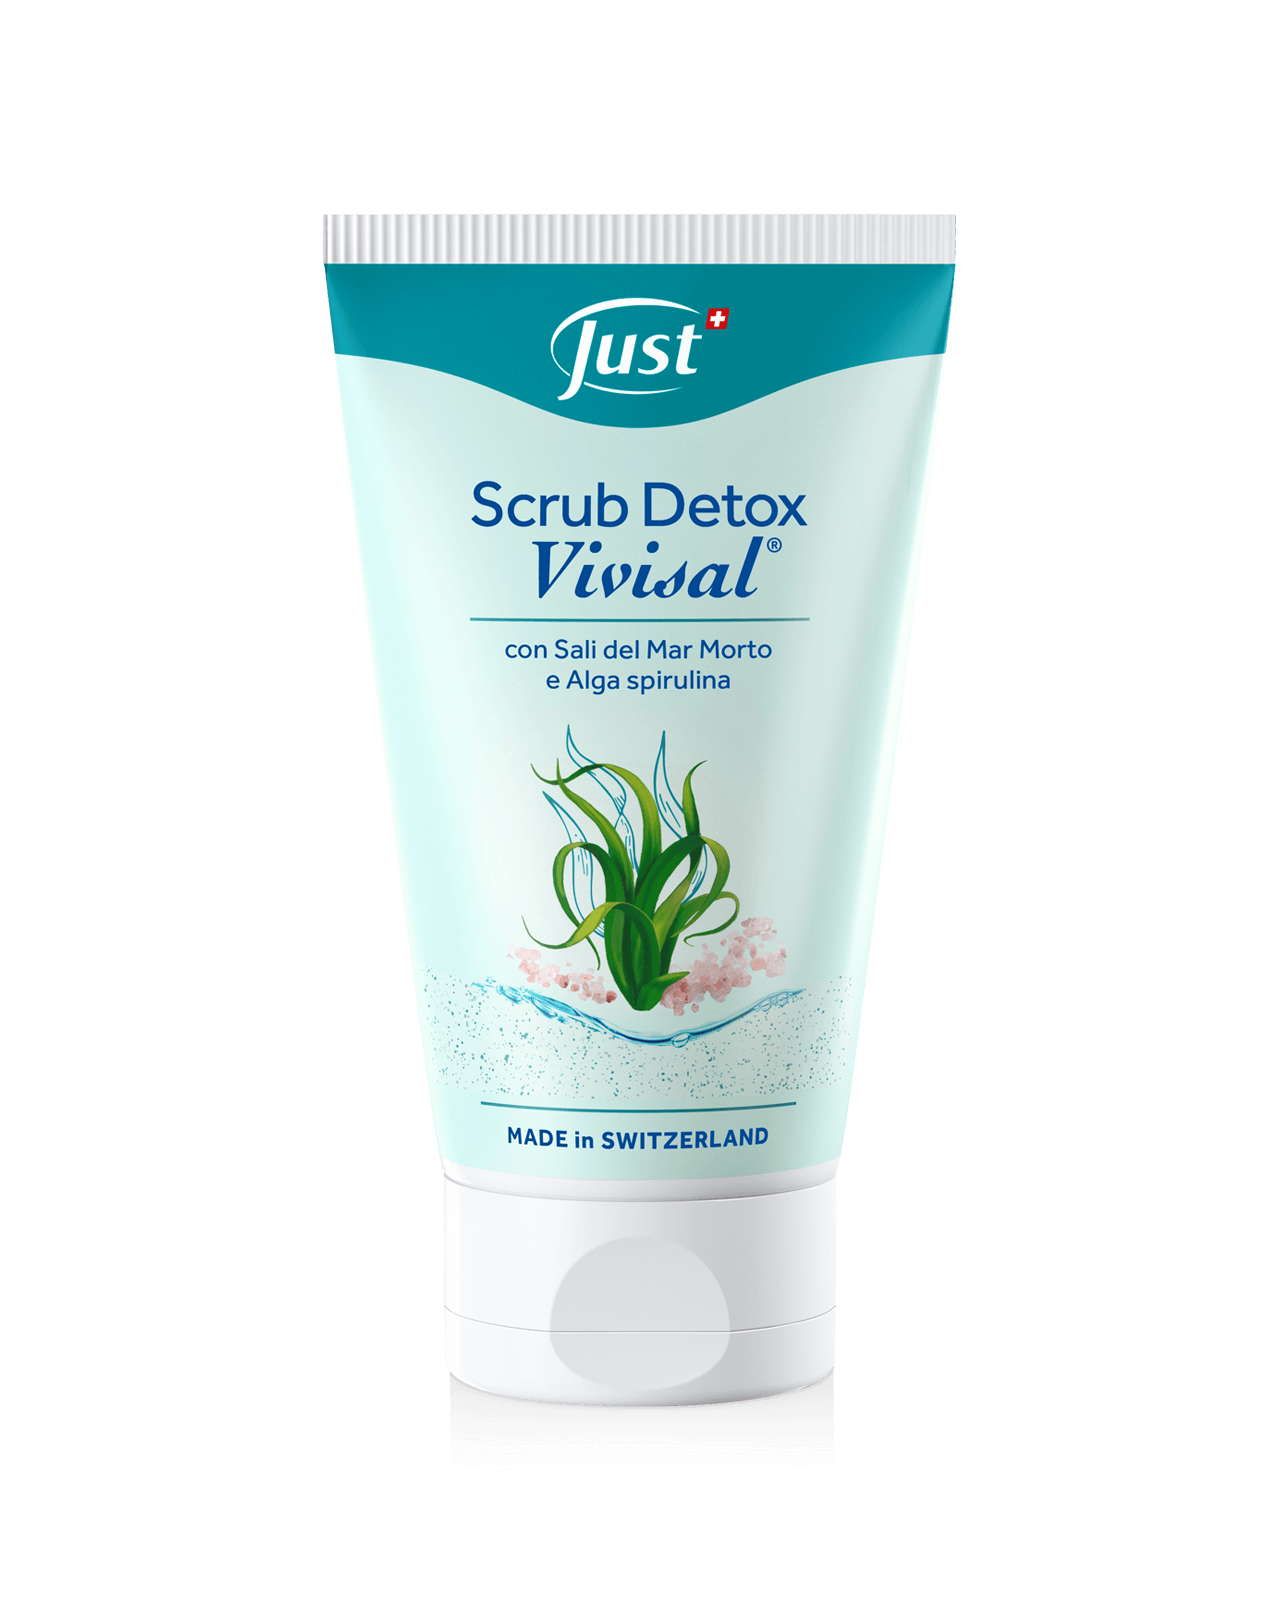 Just
Scrub Detox
Vivisal®
con Sali del Mar Morto
e Alga spirulina
MADE in SWITZERLAND